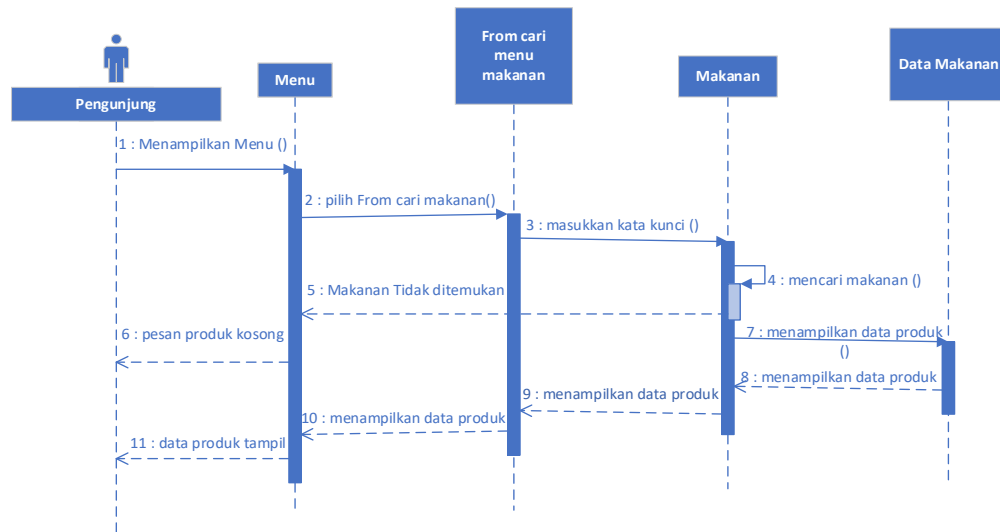 From cari
menu
makanan
Data Makanan
Menu
Makanan
Pengunjung
1 : Menampilkan Menu ()
2 : pilih From cari makanan()
3 : masukkan kata kunci ()
4 : mencari makanan ()
5 : Makanan Tidak ditemukan
6 : pesan produk kosong
7 : menampilkan data produk
()
8 : menampilkan data produk
9 : menampilkan data produk
10 : menampilkan data produk
11 : data produk tampil